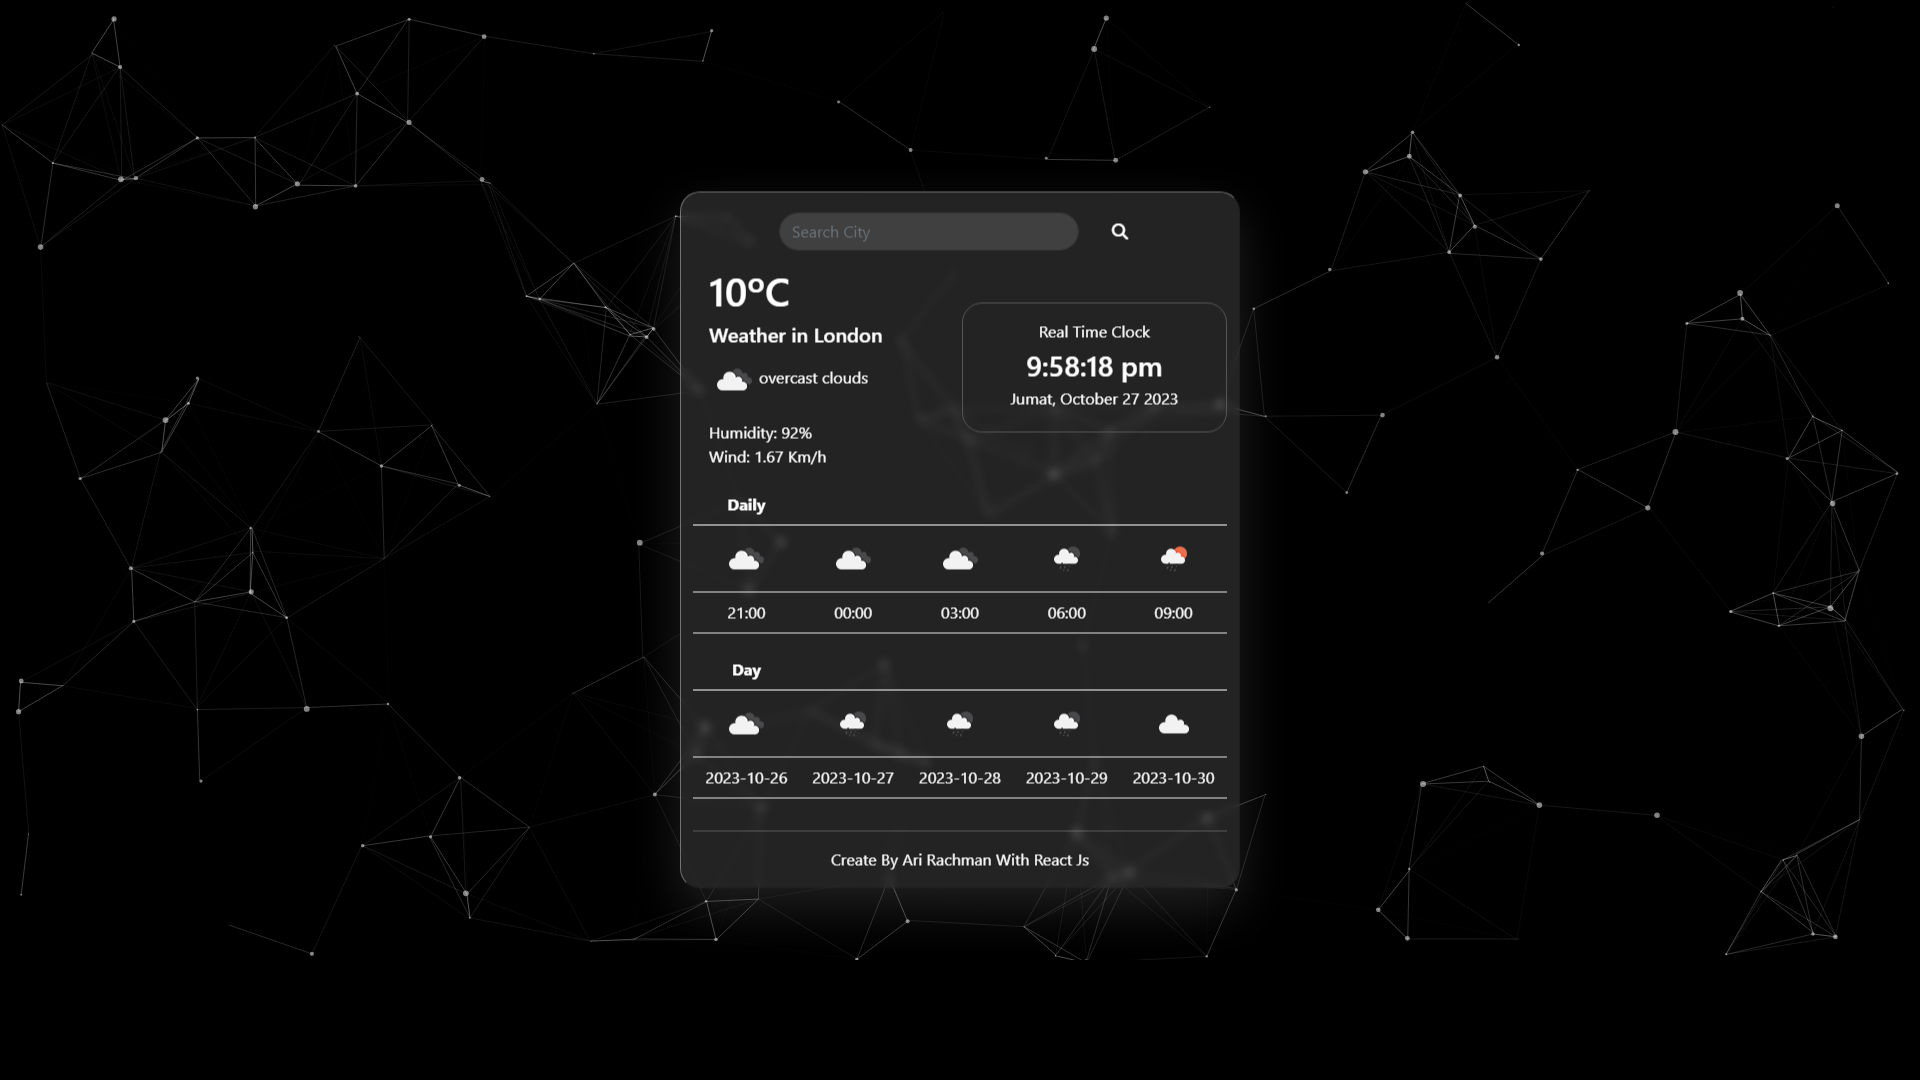 Search City
10°C
Weather in London
overcast clouds
Humidity: 92%
Wind: 1.67 Km/h
Real Time Clock
9:58:18 pm
Jumat, October 27 2023
Daily
21:00 00:00 03:00 06:00 09:00
Day
2023-10-26 2023-10-27 2023-10-28 2023-10-29 2023-10-30
Create By Ari Rachman With React Js